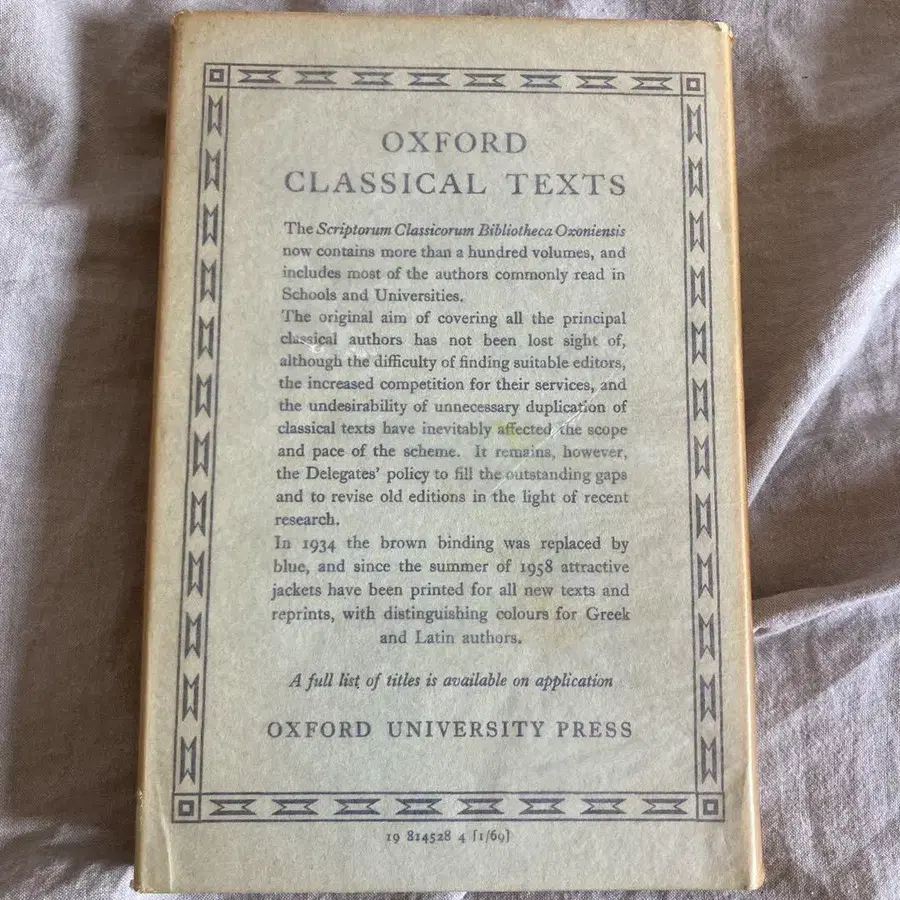 OXFORD
CLASSICAL TEXTS
The Scriptorum Classicorum Bibliotheca Oxoniensis
now contains more than a hundred volumes, and
includes most of the authors commonly read in
Schools and Universities.
The original aim of covering all the principal
classical authors has not been lost sight of,
although the difficulty of finding suitable editors,
the increased competition for their services, and
the undesirability of unnecessary duplication of
classical texts have inevitably affected the scope
and pace of the scheme. It remains, however,
the Delegates' policy to fill the outstanding gaps
and to revise old editions in the light of recent
research.
In 1934 the brown binding was replaced by
blue, and since the summer of 1958 attractive
jackets have been printed for all new texts and
reprints, with distinguishing colours for Greek
and Latin authors.
A full list of titles is available on application
OXFORD UNIVERSITY PRESS
19 814528 4 [1/69]